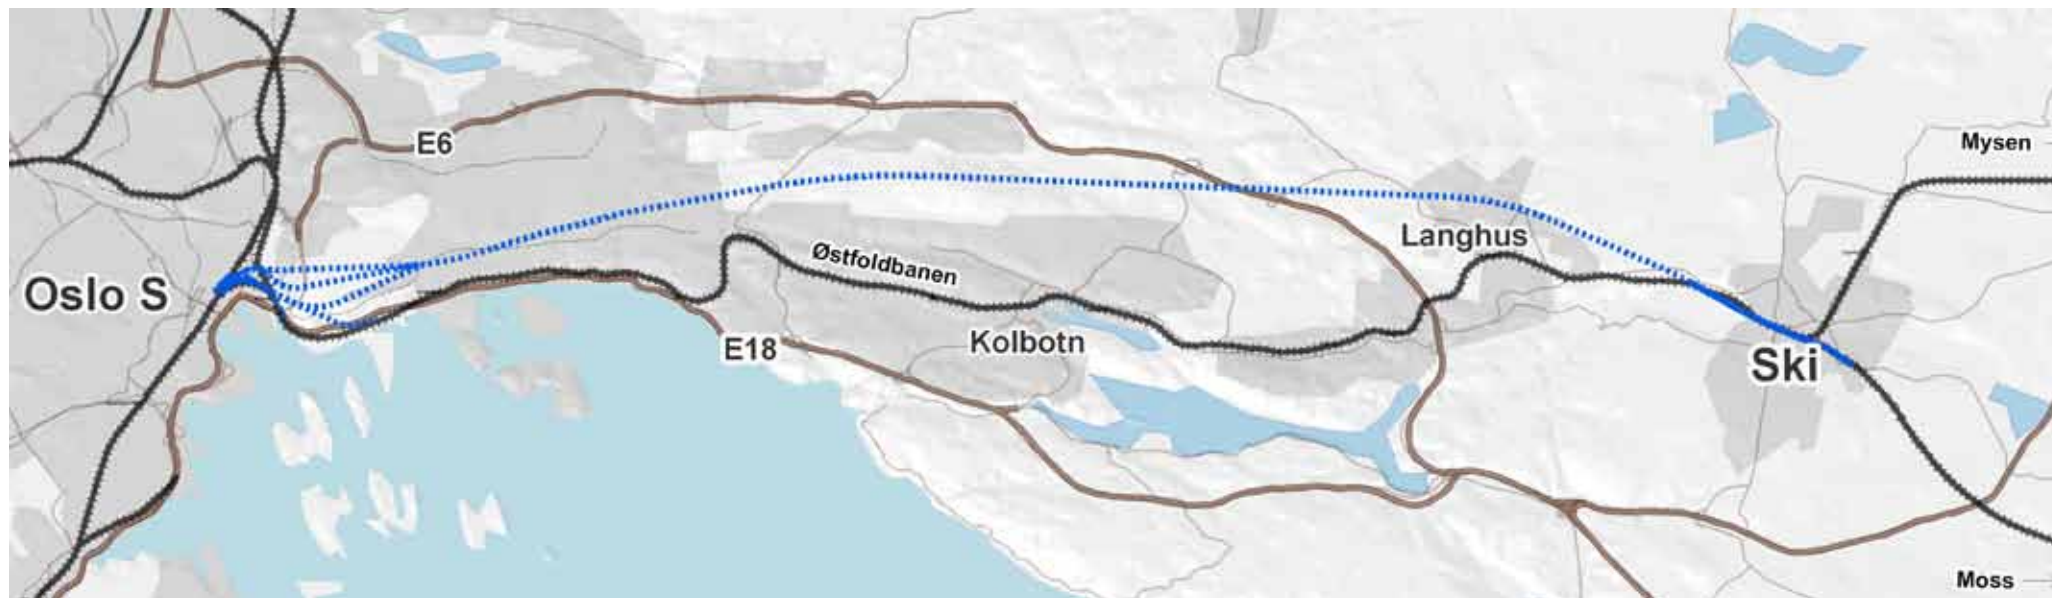 Mysen
E6
Langhus
Østfoldbanen
Oslo S
Kolbotn
E18
Ski
Moss